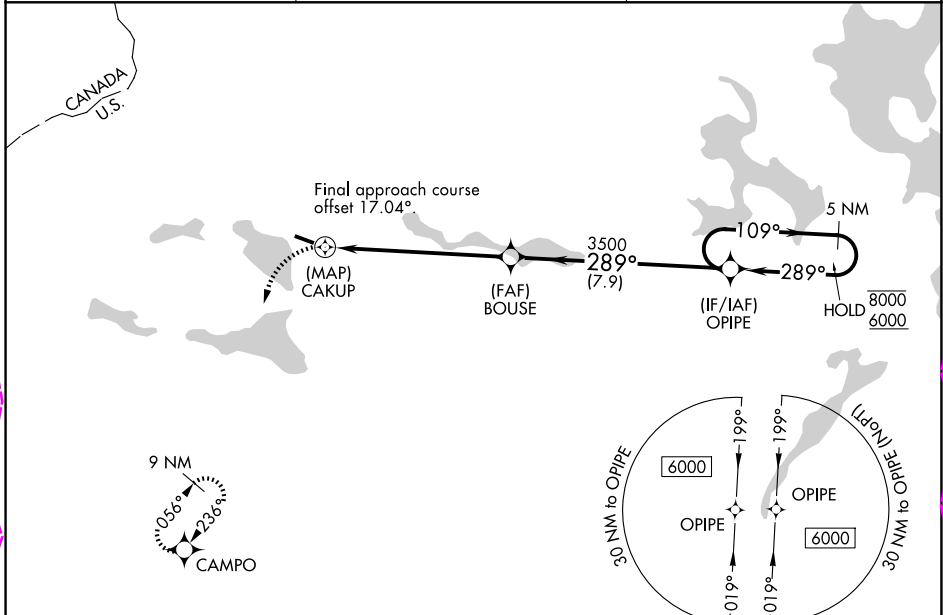 CANADA
U.S.
Final approach course
offset 17.04°.
(MAP)
CAKUP
(FAF)
BOUSE
3500
289°
(7.9)
109°
5 NM
289°
(IF/IAF)
OPIPE
HOLD
8000
6000
9 NM
056°
236°
CAMPO
30 NM to OPIPE
6000
199°
199°
OPIPE
OPIPE
6000
30 NM to OPIPE (NoPT)
019°
019°